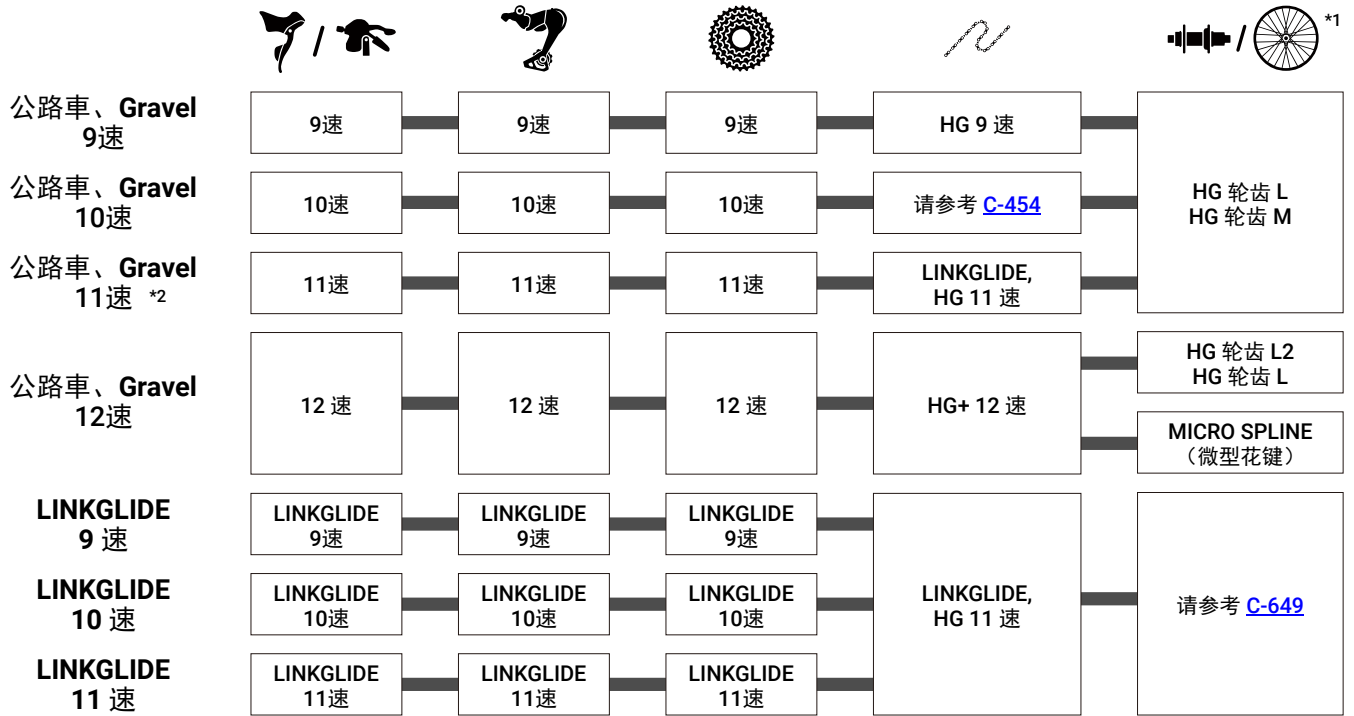 /
/
*1
公路車、Gravel
9速
9速
9速
9速
HG 9 速
HG 轮齿 L
HG 轮齿 M
公路車、Gravel
10速
10速
10速
10速
请参考 C-454
公路車、Gravel
11速 *2
11速
11速
11速
LINKGLIDE,
HG 11 速
公路車、Gravel
12速
12 速
12 速
12 速
HG+ 12 速
HG 轮齿 L2
HG 轮齿 L
MICRO SPLINE
（微型花键）
LINKGLIDE
9 速
LINKGLIDE
9速
LINKGLIDE
9速
LINKGLIDE
9速
LINKGLIDE,
HG 11 速
请参考 C-649
LINKGLIDE
10 速
LINKGLIDE
10速
LINKGLIDE
10速
LINKGLIDE
10速
LINKGLIDE
11 速
LINKGLIDE
11速
LINKGLIDE
11速
LINKGLIDE
11速